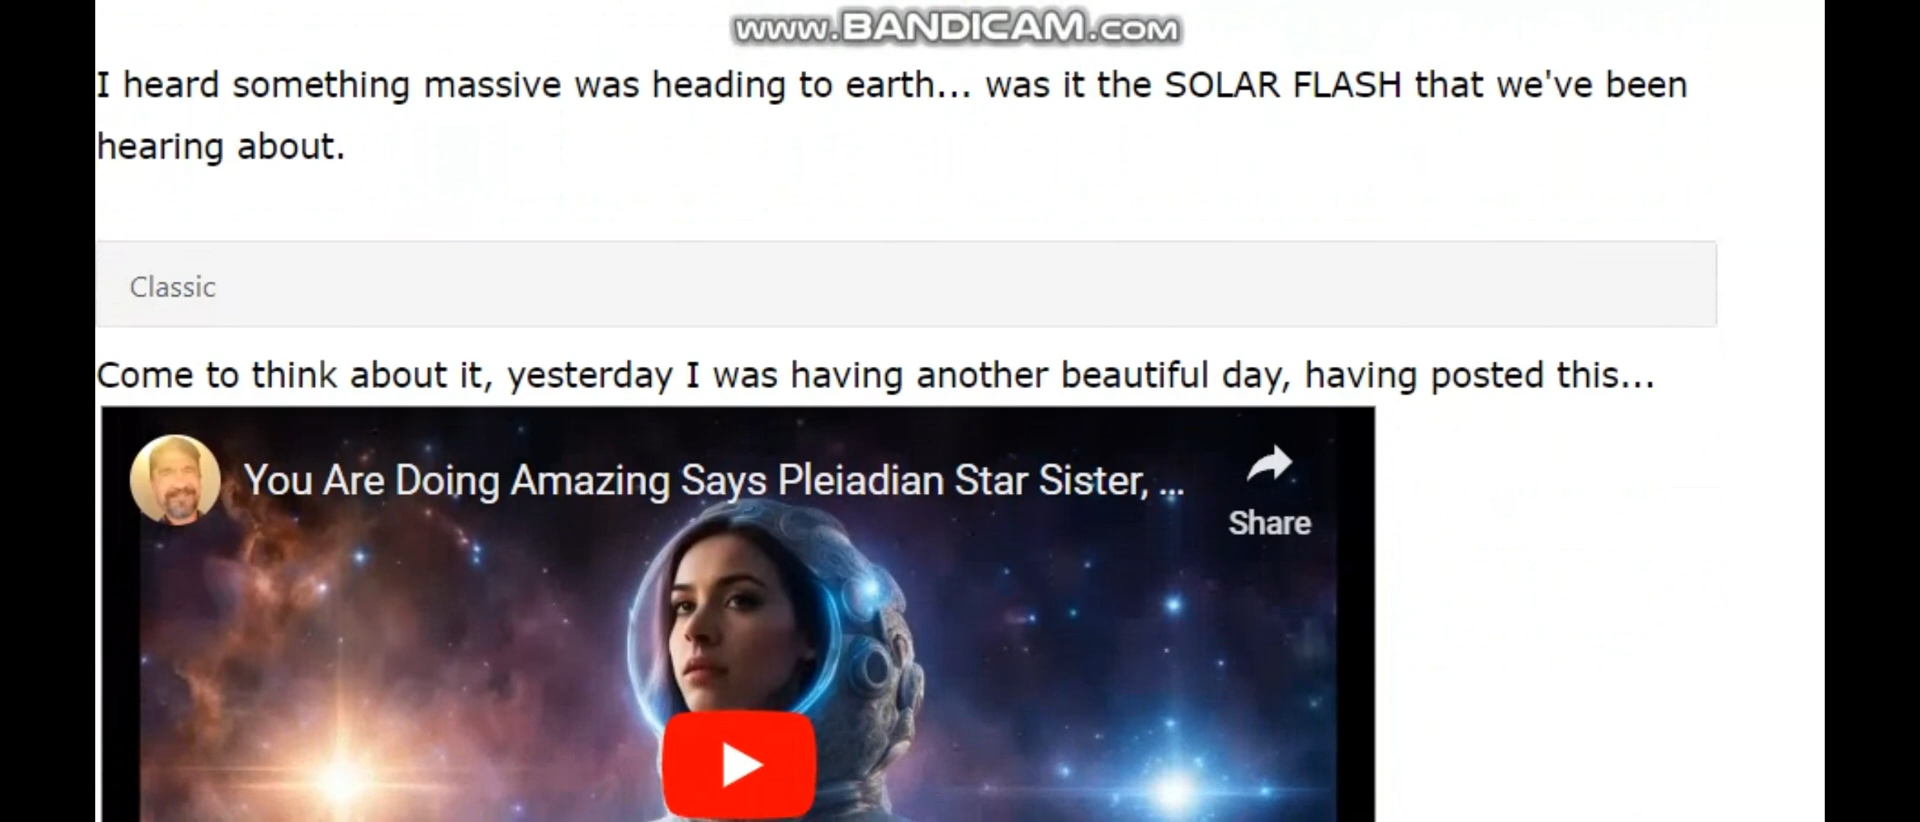 www.BANDICAM.com
I heard something massive was heading to earth... was it the SOLAR FLASH that we've been
hearing about.
Classic
Come to think about it, yesterday I was having another beautiful day, having posted this...
You Are Doing Amazing Says Pleiadian Star Sister, ...
Share